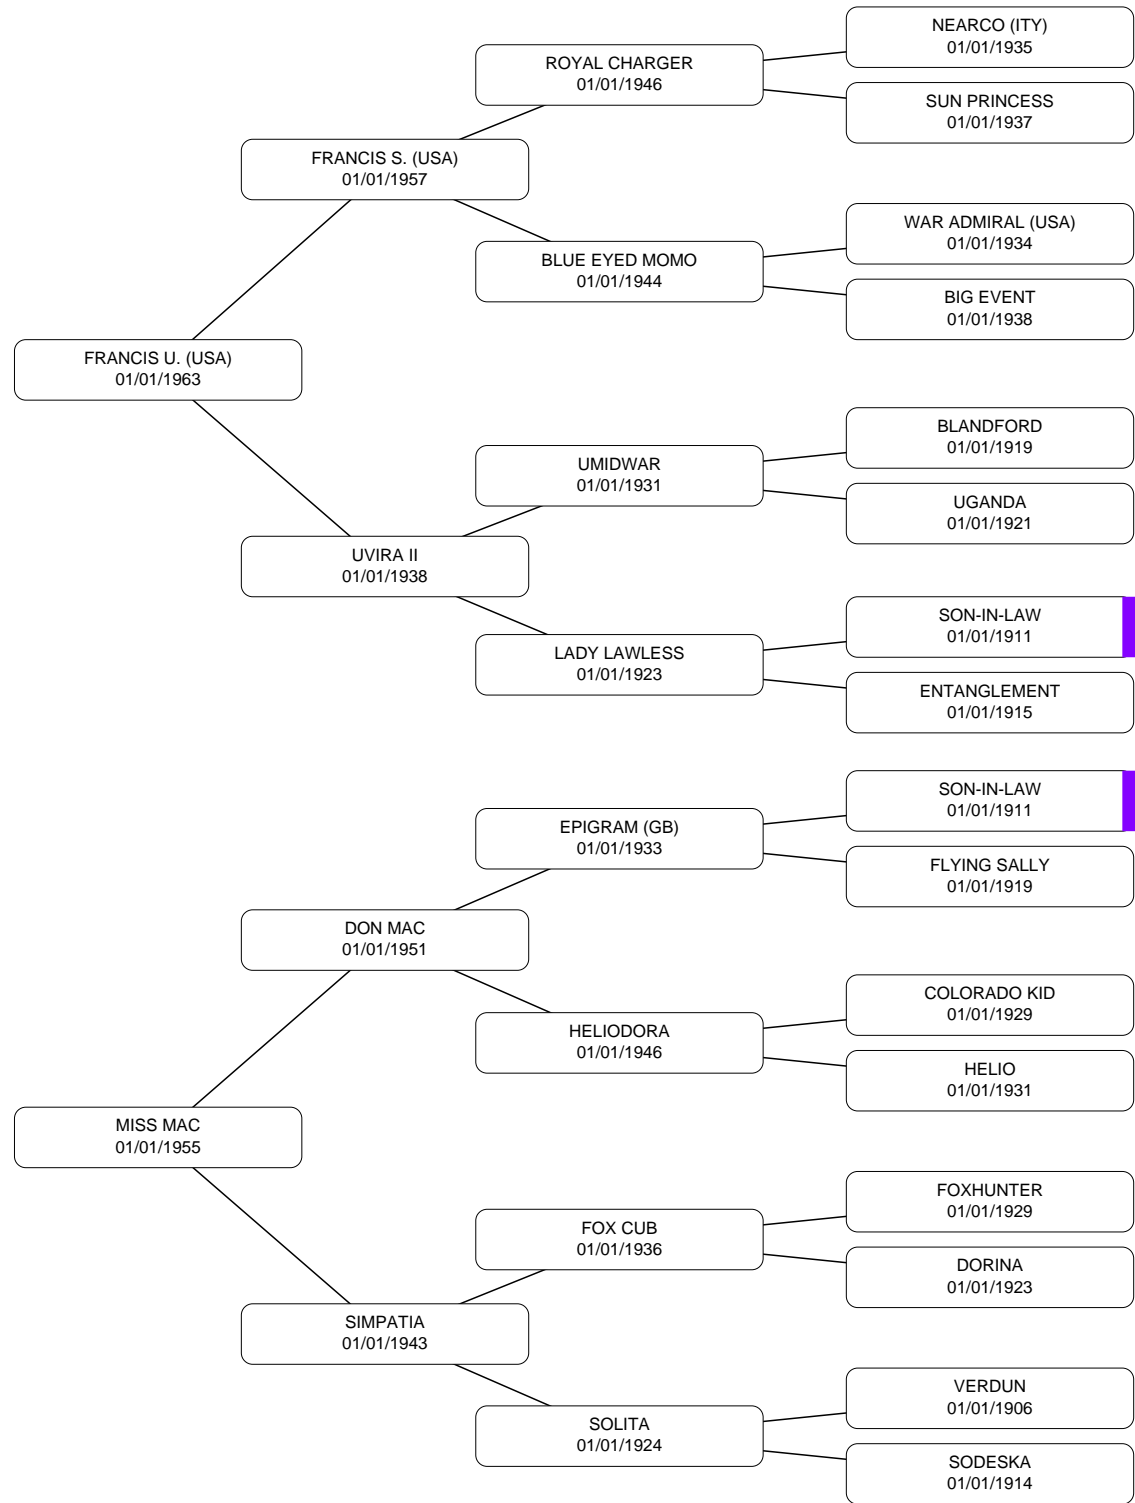 NEARCO (ITY)
01/01/1935
ROYAL CHARGER
01/01/1946
SUN PRINCESS
01/01/1937
FRANCIS S. (USA)
01/01/1957
WAR ADMIRAL (USA)
01/01/1934
BLUE EYED MOMO
01/01/1944
BIG EVENT
01/01/1938
FRANCIS U. (USA)
01/01/1963
BLANDFORD
01/01/1919
UMIDWAR
01/01/1931
UGANDA
01/01/1921
UVIRA II
01/01/1938
SON-IN-LAW
01/01/1911
LADY LAWLESS
01/01/1923
ENTANGLEMENT
01/01/1915
SON-IN-LAW
01/01/1911
EPIGRAM (GB)
01/01/1933
FLYING SALLY
01/01/1919
DON MAC
01/01/1951
COLORADO KID
01/01/1929
HELIODORA
01/01/1946
HELIO
01/01/1931
MISS MAC
01/01/1955
FOXHUNTER
01/01/1929
FOX CUB
01/01/1936
DORINA
01/01/1923
SIMPATIA
01/01/1943
VERDUN
01/01/1906
SOLITA
01/01/1924
SODESKA
01/01/1914